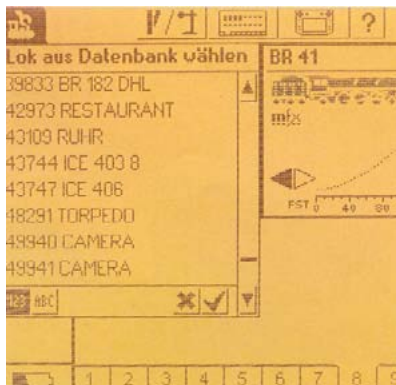 ?
Lok aus Datenbank wählen
BR 41
39833 BR 182 DHL
42973 RESTAURANT
43109 RUHR
mfx
43744 ICE 403 8
43747 ICE 406
48291 TORPEDO
49940 CAMERA
49941 CAMERA
FST 0 40 80
123 ABC
1 2 3 4 5 6 7 8 9